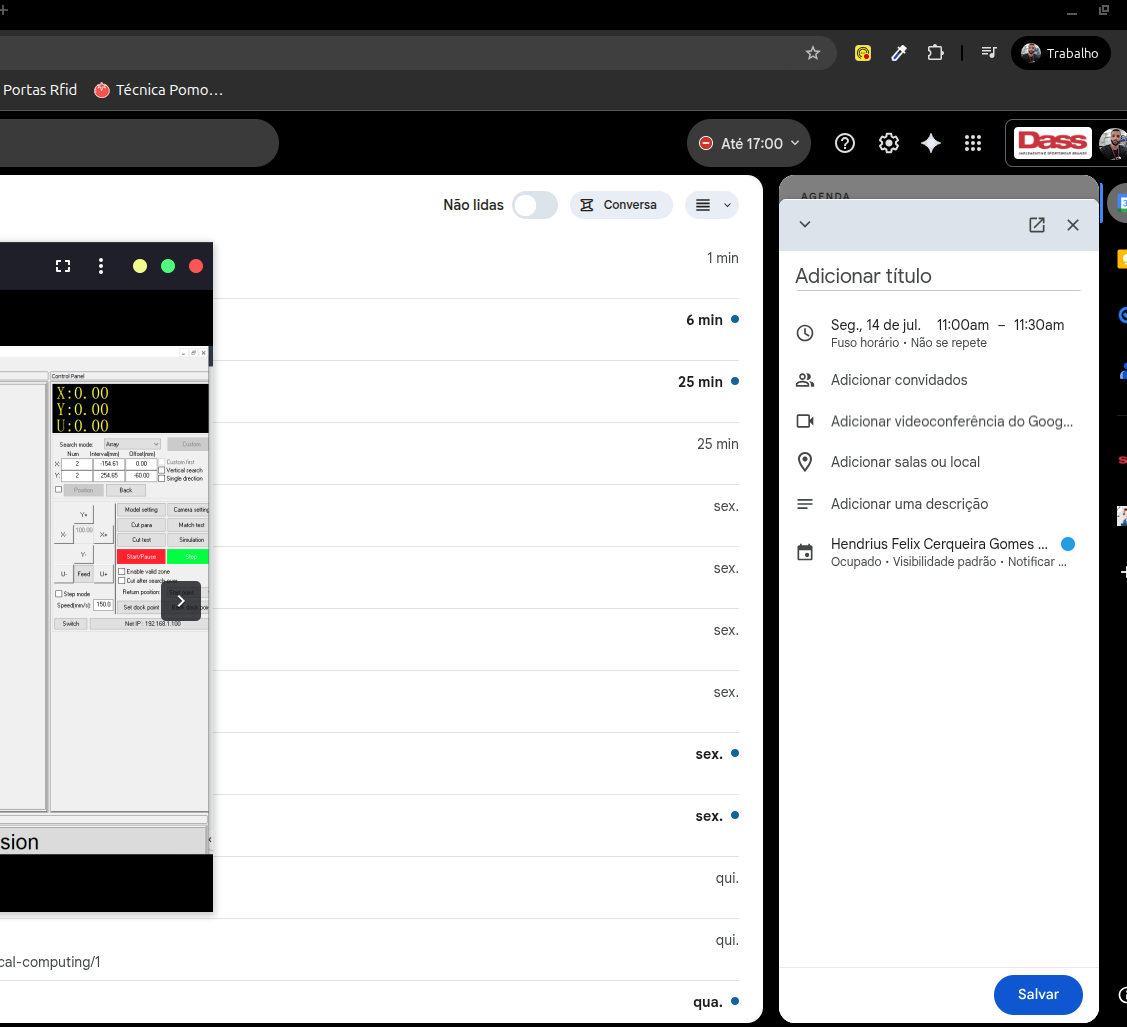 Trabalho
Portas Rfid
Técnica Pomo…
Até 17:00
Dass
AGENDA
Não lidas
Conversa
1 min
6 min
25 min
25 min
sex.
sex.
sex.
sex.
sex.
sex.
qui.
qui.
cal-computing/1
qua.
Control Panel
X:0.00
Y:0.00
U:0.00
Search mode: Array Custom
Num Interval(mm) Offset(mm)
X: 2 -154.61 0.00 Custom first
Vertical search
Y: 2 254.65 -60.00 Single direction
Position Back
Y+ Model setting Camera setting
X- 100.00 X+ Cut para Match test
Cut test Simulation
Y- Start/Pause Stop
U- Feed U+ Enable valid zone
Cut after search
Step mode Return position:
Speed(mm/s): 150.0 Set dock point
Switch Net IP : 192.168.1.100
sion
Adicionar título
Seg., 14 de jul. 11:00am – 11:30am
Fuso horário • Não se repete
Adicionar convidados
Adicionar videoconferência do Goog…
Adicionar salas ou local
Adicionar uma descrição
Hendrius Felix Cerqueira Gomes …
Ocupado • Visibilidade padrão • Notificar …
Salvar